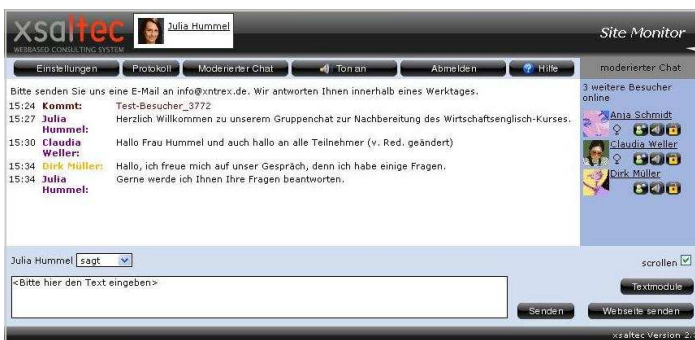 xsaltec
WEBBASED CONSULTING SYSTEM
Julia Hummel
Site Monitor
Einstellungen
Protokoll
Moderierter Chat
Ton an
Abmelden
Hilfe
moderierter Chat
Bitte senden Sie uns eine E-Mail an info@xntrex.de. Wir antworten Ihnen innerhalb eines Werktages.
15:24 Kommt: Test-Besucher_3772
15:27 Julia Herzlich Willkommen zu unserem Gruppenchat zur Nachbereitung des Wirtschaftsenglisch-Kurses.
Hummel:
15:30 Claudia Hallo Frau Hummel und auch hallo an alle Teilnehmer (v. Red. geändert)
Weller:
15:34 Dirk Müller: Hallo, ich freue mich auf unser Gespräch, denn ich habe einige Fragen.
15:34 Julia Gerne werde ich Ihnen Ihre Fragen beantworten.
Hummel:
3 weitere Besucher
online
Anja Schmidt
Claudia Weller
Dirk Müller
Julia Hummel sagt
scrollen
<Bitte hier den Text eingeben>
Textmodule
Senden
Webseite senden
xsaltec Version 2.